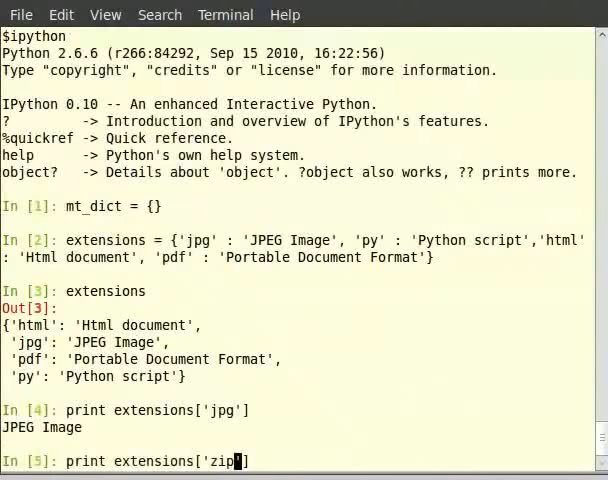 File Edit View Search Terminal Help
$ipython
Python 2.6.6 (r266:84292, Sep 15 2010, 16:22:56)
Type "copyright", "credits" or "license" for more information.
IPython 0.10 -- An enhanced Interactive Python.
? -> Introduction and overview of IPython's features.
%quickref -> Quick reference.
help -> Python's own help system.
object? -> Details about 'object'. ?object also works, ?? prints more.
In [1]: mt_dict = {}
In [2]: extensions = {'jpg' : 'JPEG Image', 'py' : 'Python script','html'
: 'Html document', 'pdf' : 'Portable Document Format'}
In [3]: extensions
Out[3]:
{'html': 'Html document',
'jpg': 'JPEG Image',
'pdf': 'Portable Document Format',
'py': 'Python script'}
In [4]: print extensions['jpg']
JPEG Image
In [5]: print extensions['zip']